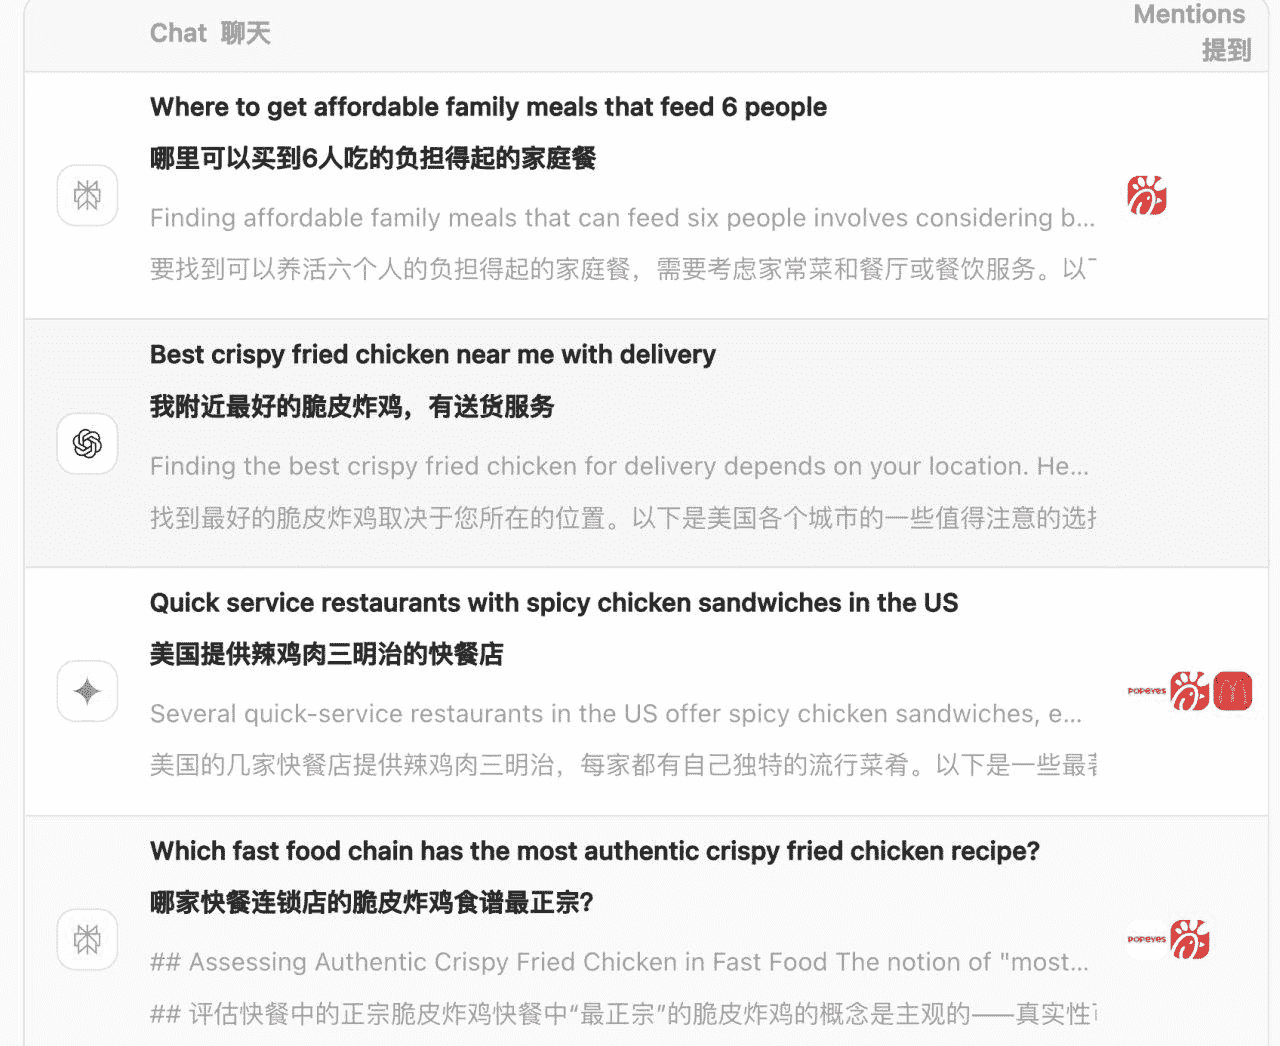 Chat 聊天
Mentions
提到
Where to get affordable family meals that feed 6 people
哪里可以买到6人吃的负担得起的家庭餐
Finding affordable family meals that can feed six people involves considering b...
要找到可以养活六个人的负担得起的家庭餐，需要考虑家常菜和餐厅或餐饮服务。以
Best crispy fried chicken near me with delivery
我附近最好的脆皮炸鸡，有送货服务
Finding the best crispy fried chicken for delivery depends on your location. He...
找到最好的脆皮炸鸡取决于您所在的位置。以下是美国各个城市的一些值得注意的选
Quick service restaurants with spicy chicken sandwiches in the US
美国提供辣鸡肉三明治的快餐店
Several quick-service restaurants in the US offer spicy chicken sandwiches, e...
POPEYES
美国的几家快餐店提供辣鸡肉三明治，每家都有自己独特的流行菜肴。以下是一些最
Which fast food chain has the most authentic crispy fried chicken recipe?
哪家快餐连锁店的脆皮炸鸡食谱最正宗？
POPEYES
## Assessing Authentic Crispy Fried Chicken in Fast Food The notion of "most...
## 评估快餐中的正宗脆皮炸鸡快餐中“最正宗”的脆皮炸鸡的概念是主观的——真实性